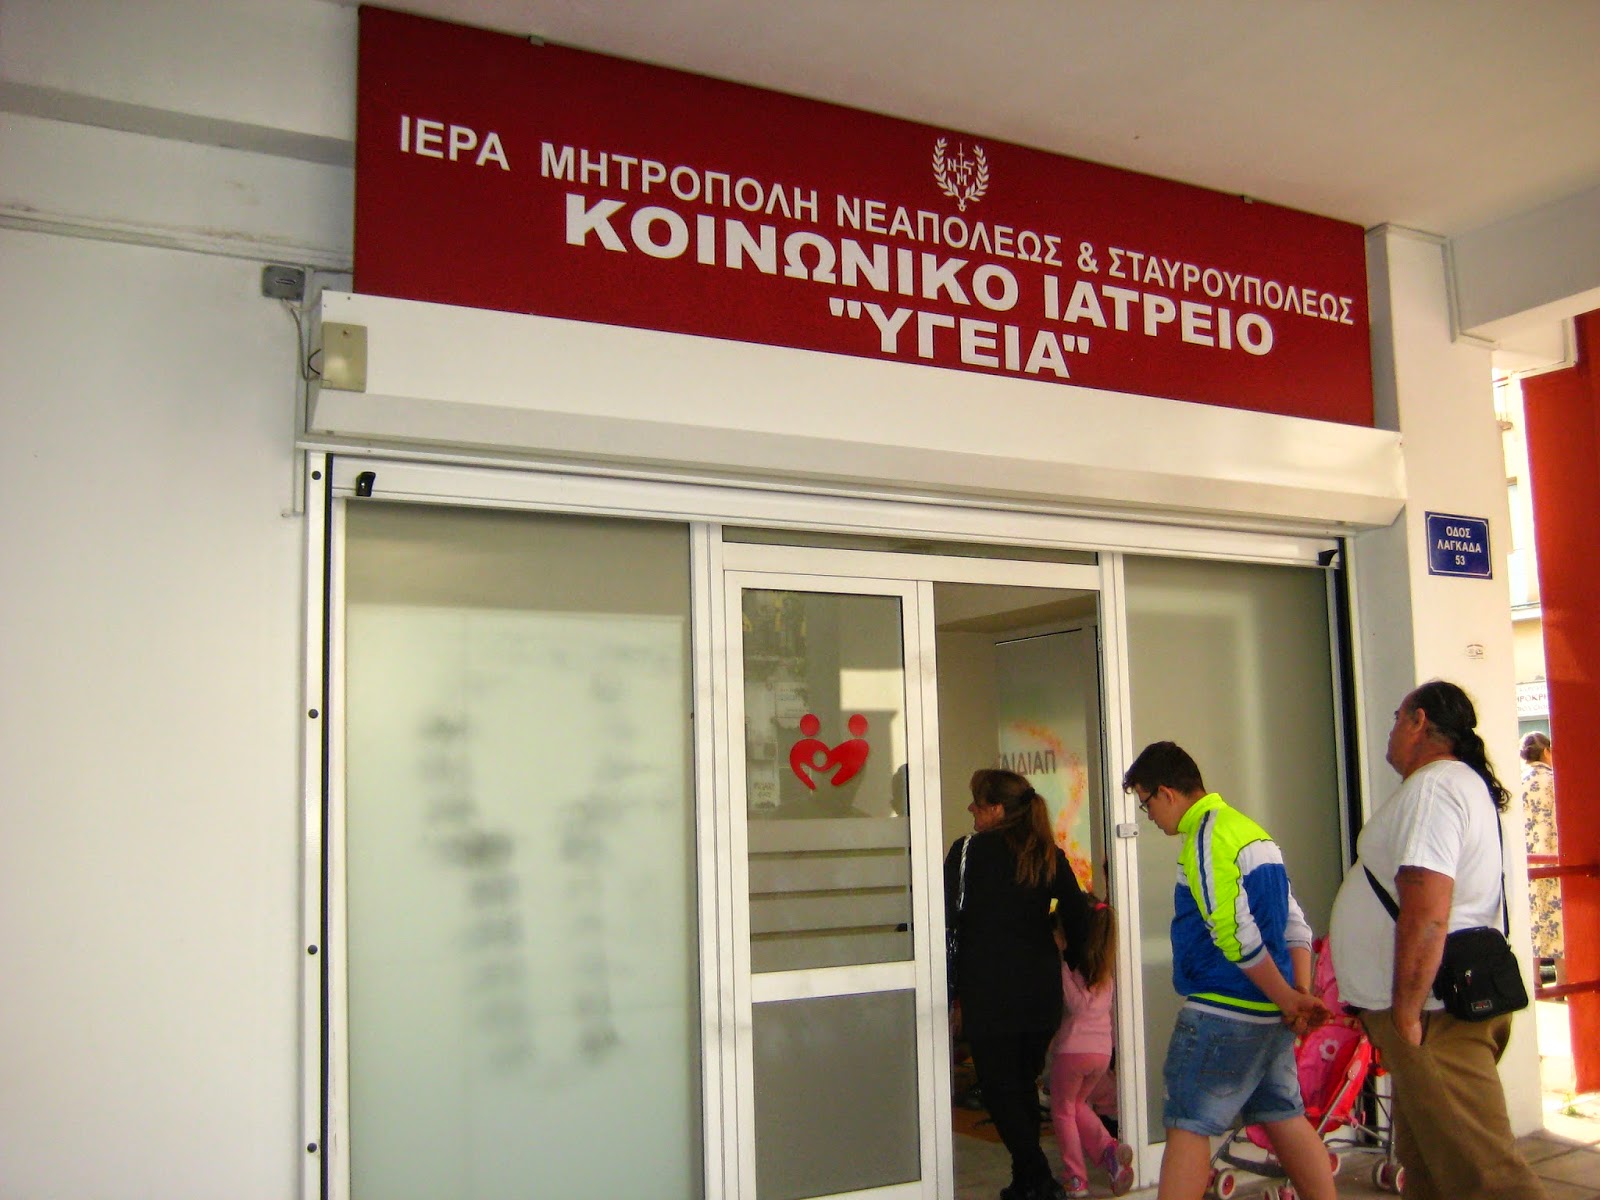 ΙΕΡΑ ΜΗΤΡΟΠΟΛΗ ΝΕΑΠΟΛΕΩΣ & ΣΤΑΥΡΟΥΠΟΛΕΩΣ
ΚΟΙΝΩΝΙΚΟ ΙΑΤΡΕΙΟ
"ΥΓΕΙΑ"
ΟΔΟΣ
ΛΑΓΚΑΔΑ
53